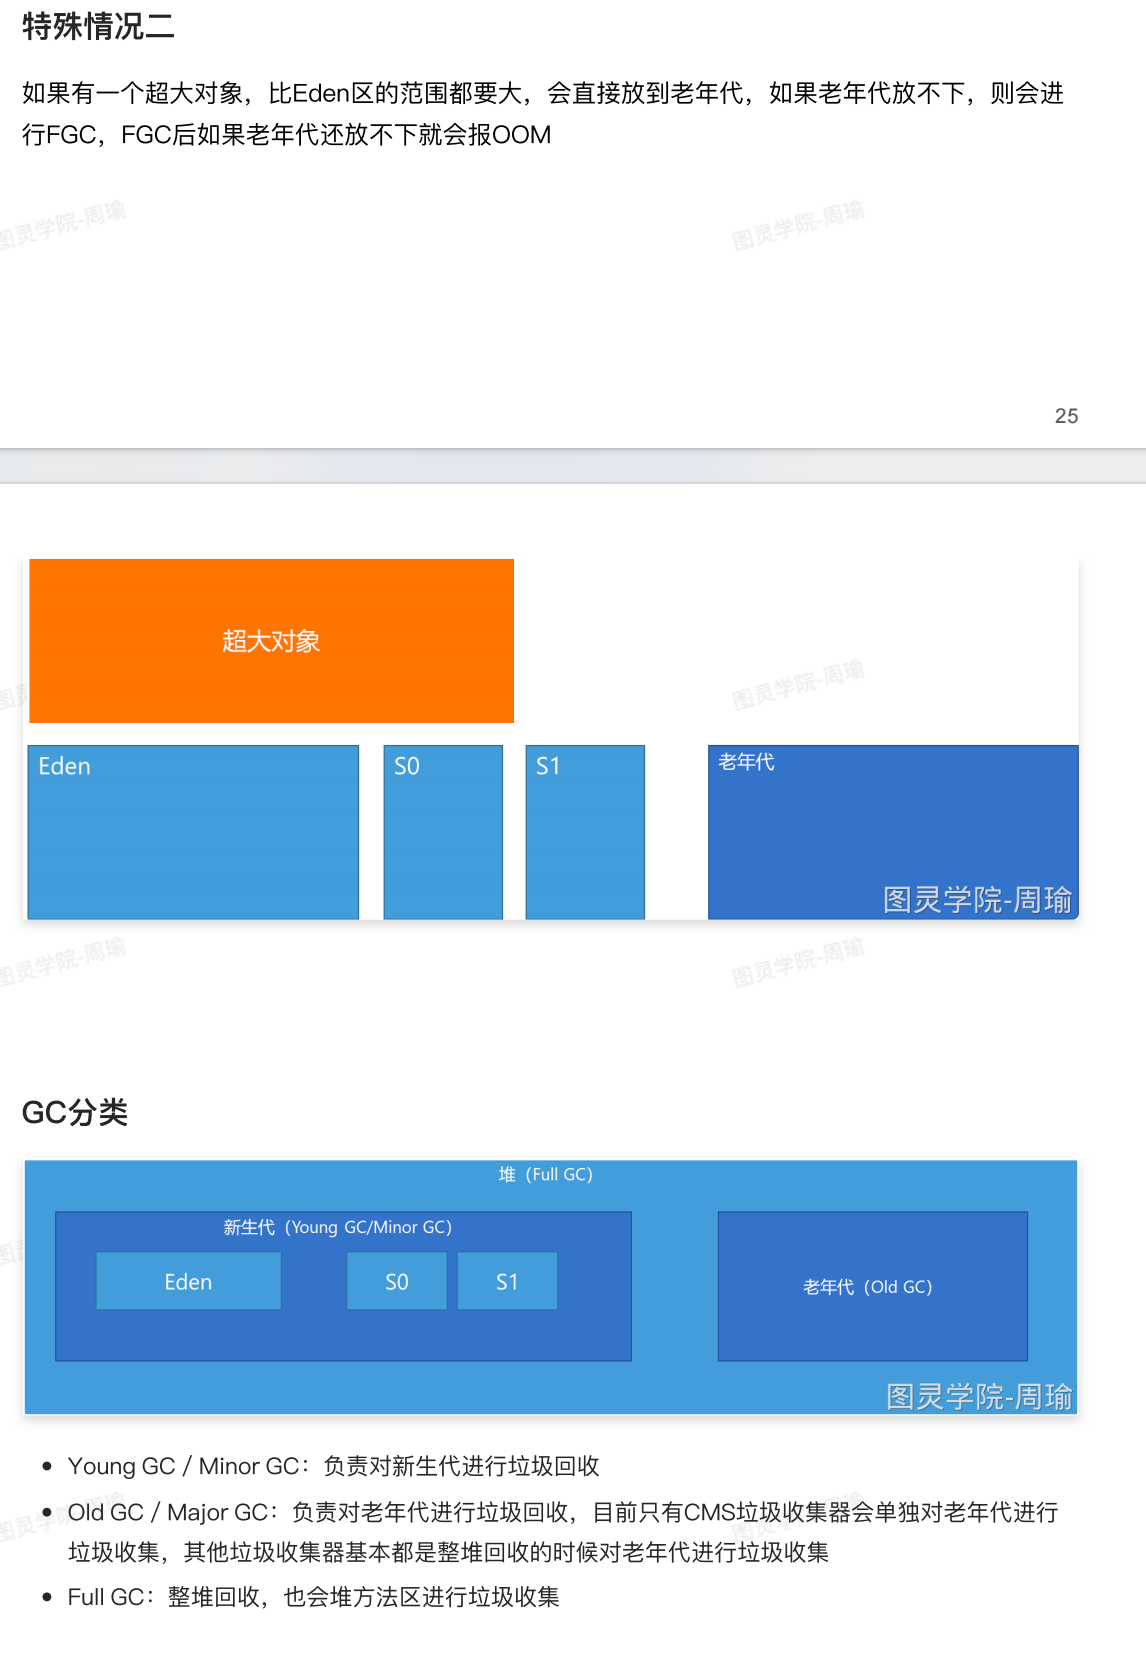 特殊情况二
如果有一个超大对象，比Eden区的范围都要大，会直接放到老年代，如果老年代放不下，则会进
行FGC，FGC后如果老年代还放不下就会报OOM
图灵学院-周瑜
图灵学院-周瑜
25
超大对象
图灵学院-周瑜
Eden
S0
S1
老年代
图灵学院-周瑜
图灵学院-周瑜
图灵学院-周瑜
GC分类
堆（Full GC）
新生代（Young GC/Minor GC）
Eden
S0
S1
老年代（Old GC）
图灵学院-周瑜
Young GC / Minor GC：负责对新生代进行垃圾回收
Old GC / Major GC：负责对老年代进行垃圾回收，目前只有CMS垃圾收集器会单独对老年代进行
垃圾收集，其他垃圾收集器基本都是整堆回收的时候对老年代进行垃圾收集
Full GC：整堆回收，也会堆方法区进行垃圾收集